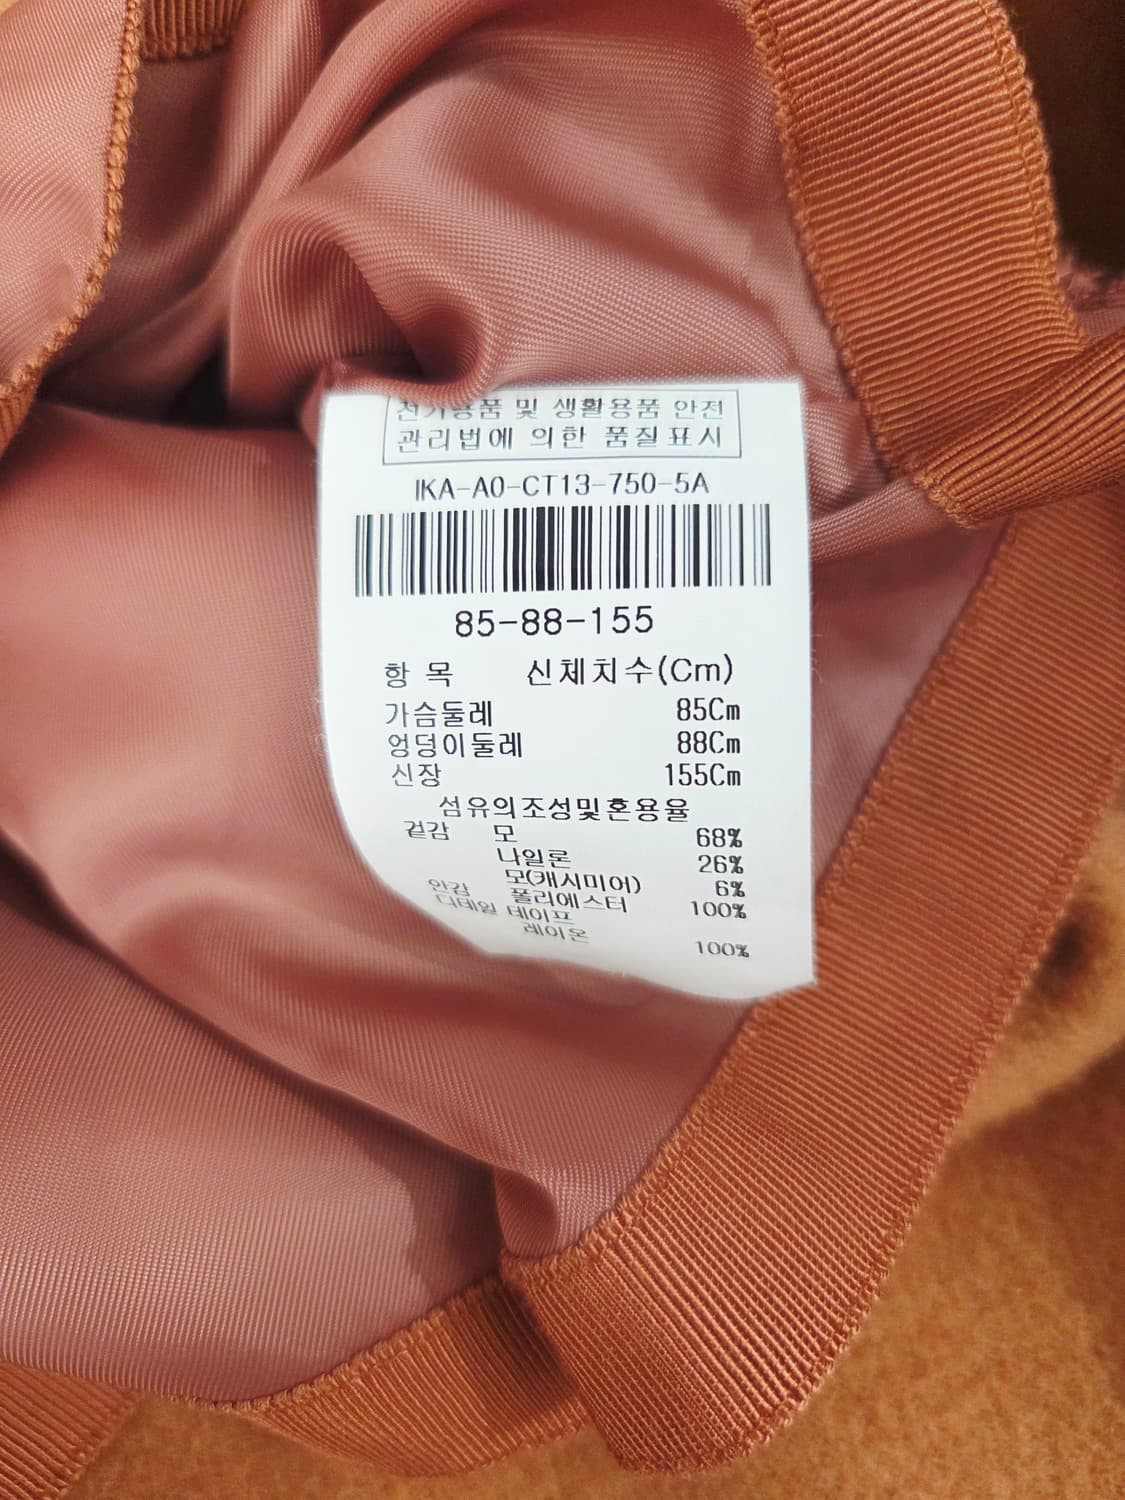 전기용품 및 생활용품 안전
관리법에 의한 품질표시
IKA-A0-CT13-750-5A
85-88-155
항 목 신체치수(Cm)
가슴둘레 85Cm
엉덩이둘레 88Cm
신장 155Cm
섬유의조성및혼용율
겉감 모 68%
나일론 26%
모(캐시미어) 6%
안감 폴리에스터 100%
디테일 테이프
레이온 100%